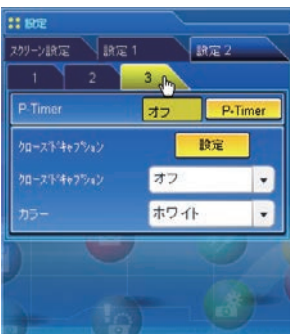 設定
スクリーン設定 設定 1 設定 2
1 2 3
P-Timer オフ P-Timer
クローズドキャプション 設定
クローズドキャプション オフ
カラー ホワイト